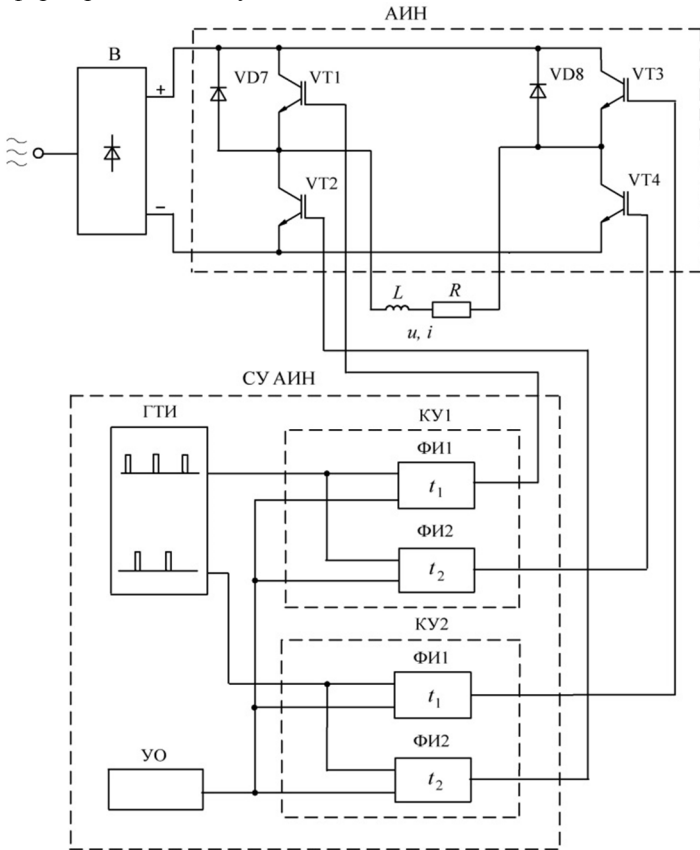 АИН
В
VD7
VT1
VD8
VT3
+
VT2
VT4
−
L
R
u, i
СУ АИН
ГТИ
КУ1
ФИ1
t₁
ФИ2
t₂
КУ2
ФИ1
t₁
ФИ2
УО
t₂